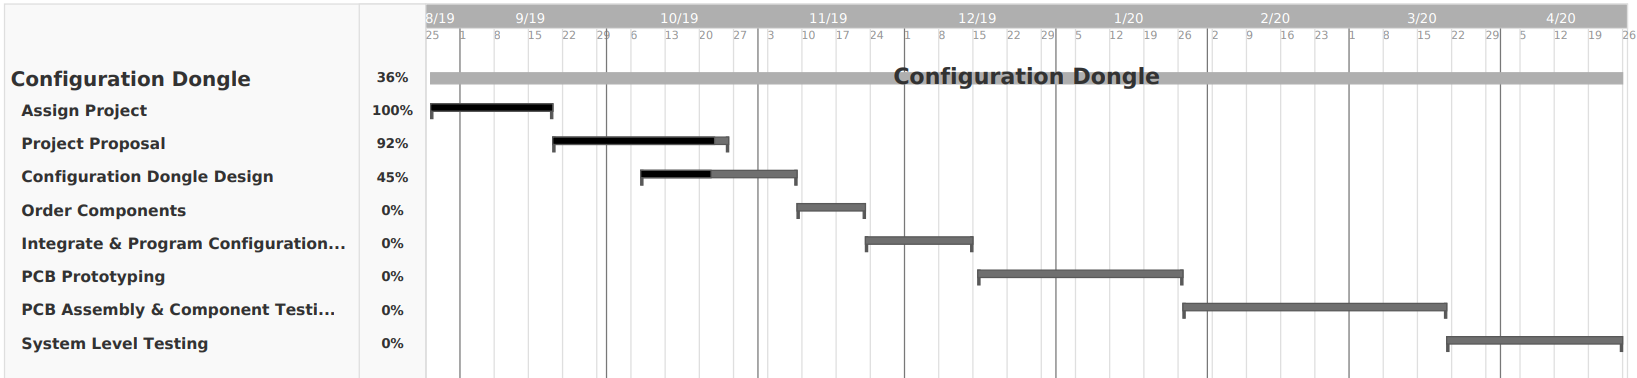 8/19 9/19 10/19 11/19 12/19 1/20 2/20 3/20 4/20
25 1 8 15 22 29 6 13 20 27 3 10 17 24 1 8 15 22 29 5 12 19 26 2 9 16 23 1 8 15 22 29 5 12 19 26
Configuration Dongle 36% Configuration Dongle
Assign Project 100%
Project Proposal 92%
Configuration Dongle Design 45%
Order Components 0%
Integrate & Program Configuration... 0%
PCB Prototyping 0%
PCB Assembly & Component Testi... 0%
System Level Testing 0%